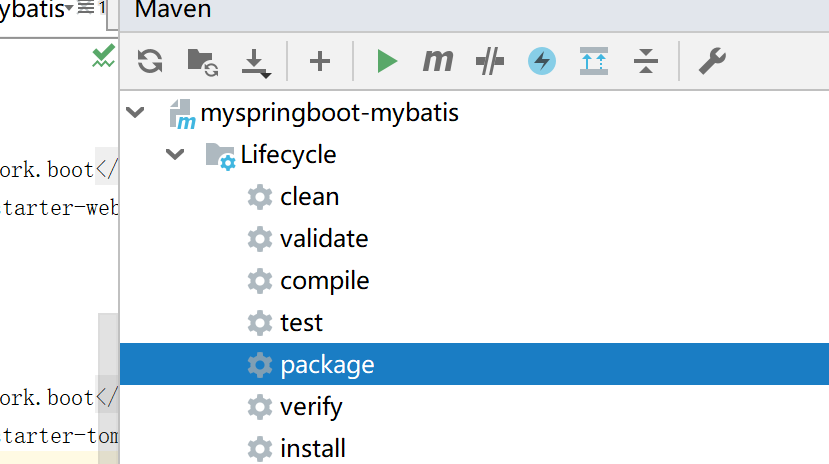 ybatis
1
Maven
myspringboot-mybatis
Lifecycle
clean
ork.boot</
validate
tarter-web
compile
test
package
ork.boot</
verify
tarter-tom
install